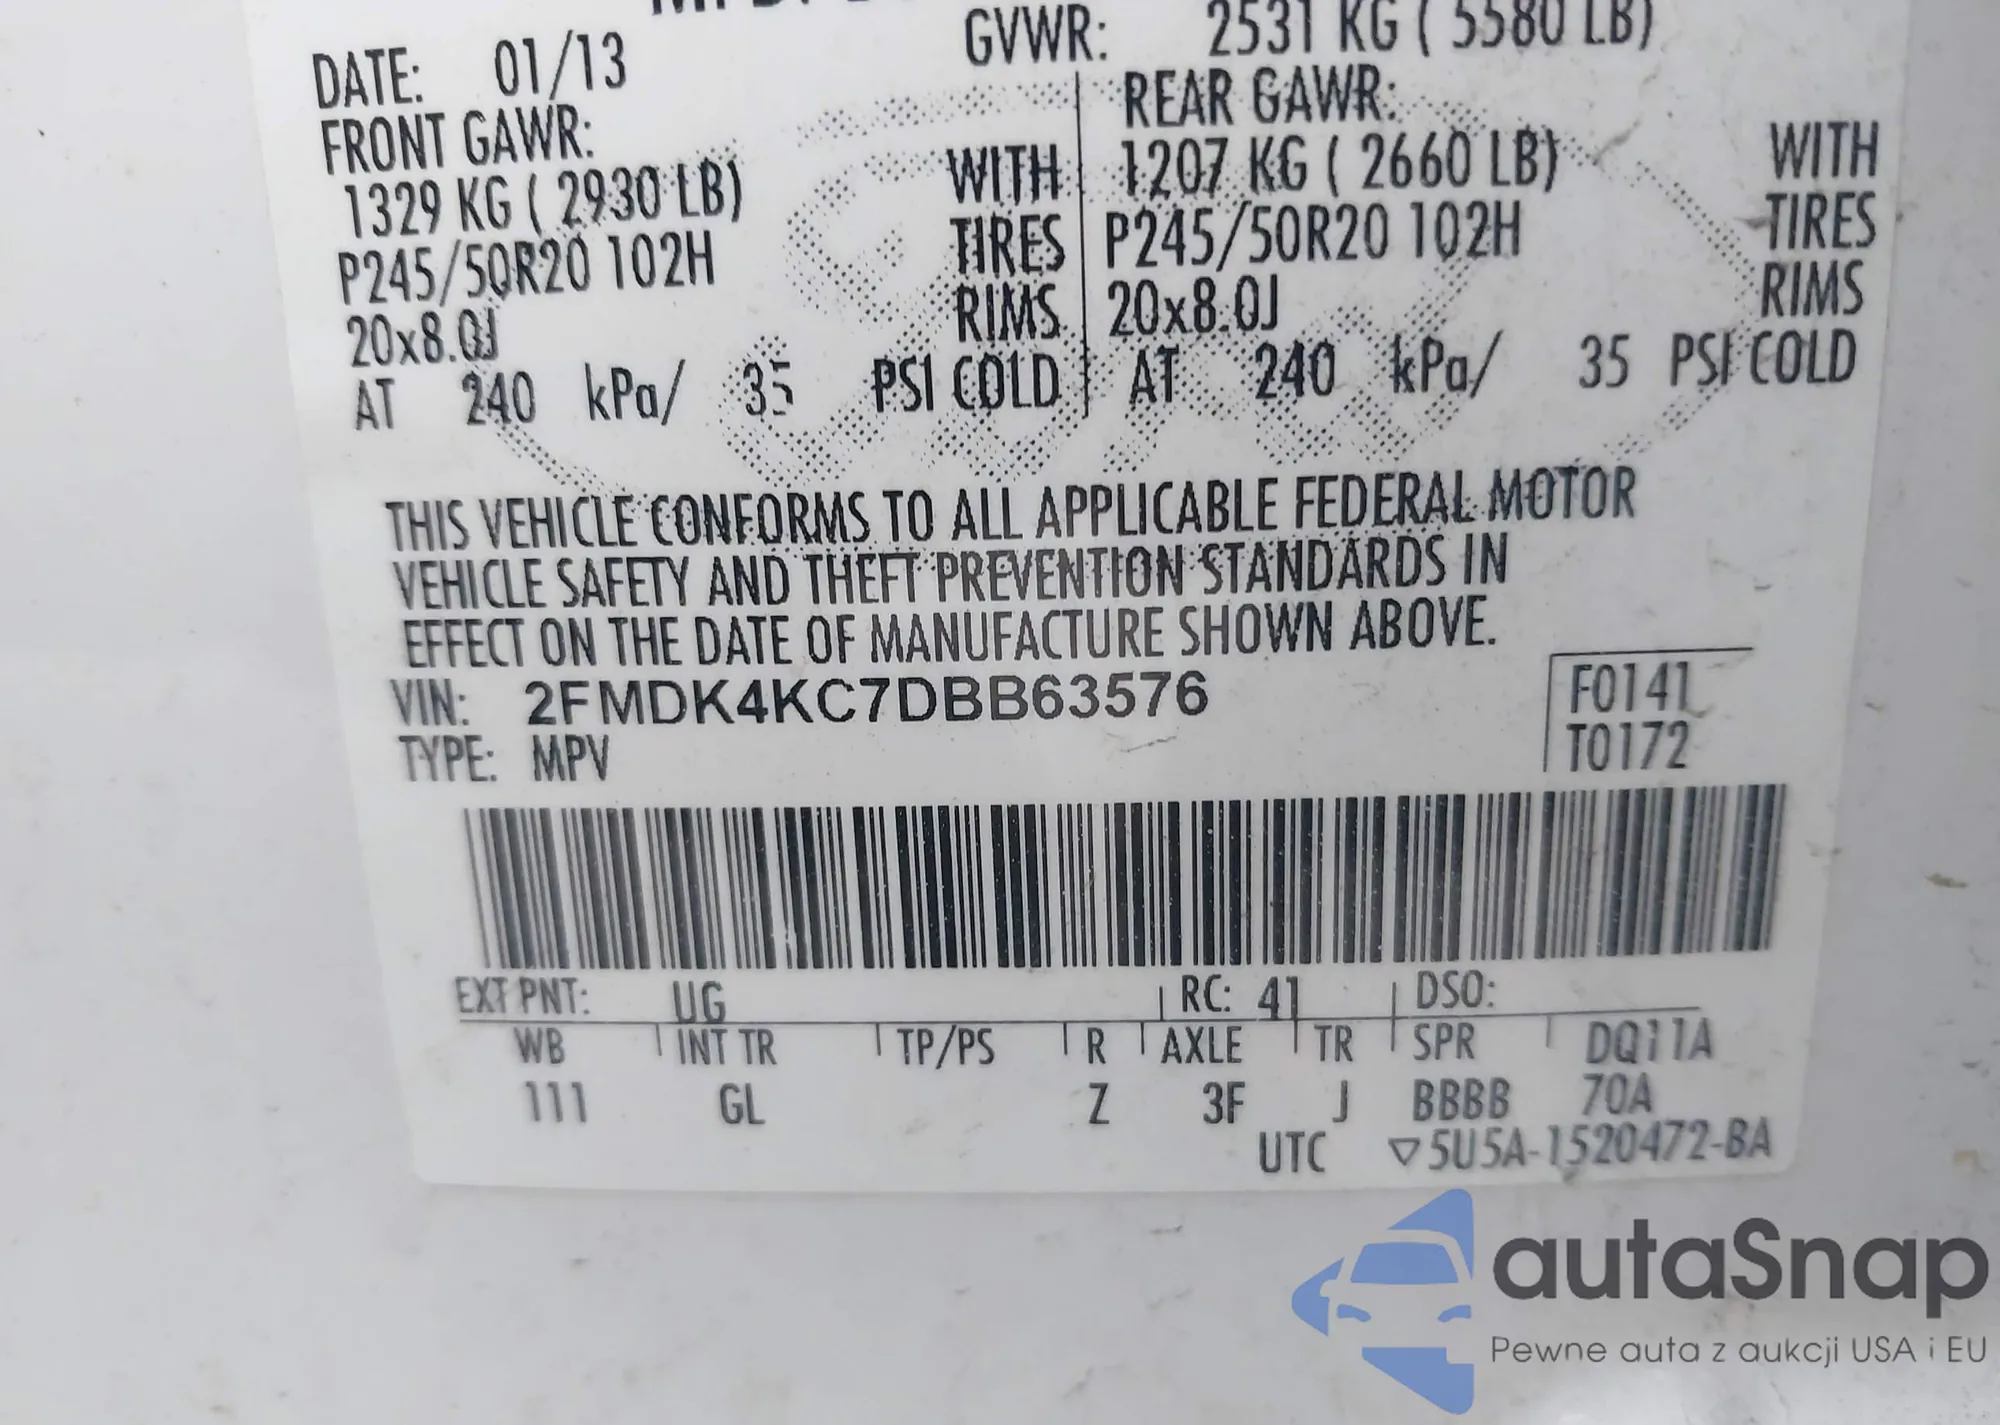 GVWR: 2531 KG ( 5580 LB)
DATE: 01/13
FRONT GAWR:
1329 KG ( 2930 LB) WITH
P245/50R20 102H TIRES
20x8.0J RIMS
AT 240 kPa/ 35 PSI COLD
REAR GAWR:
1207 KG ( 2660 LB) WITH
P245/50R20 102H TIRES
20x8.0J RIMS
AT 240 kPa/ 35 PSI COLD
THIS VEHICLE CONFORMS TO ALL APPLICABLE FEDERAL MOTOR
VEHICLE SAFETY AND THEFT PREVENTION STANDARDS IN
EFFECT ON THE DATE OF MANUFACTURE SHOWN ABOVE.
VIN: 2FMDK4KC7DBB63576
TYPE: MPV
F0141
T0172
EXT PNT: UG RC: 41 DSO:
WB INT TR TP/PS R AXLE TR SPR DQ11A
111 GL Z 3F J BBBB 70A
UTC ▽5U5A-1520472-BA
autaSnap
Pewne auta z aukcji USA i EU